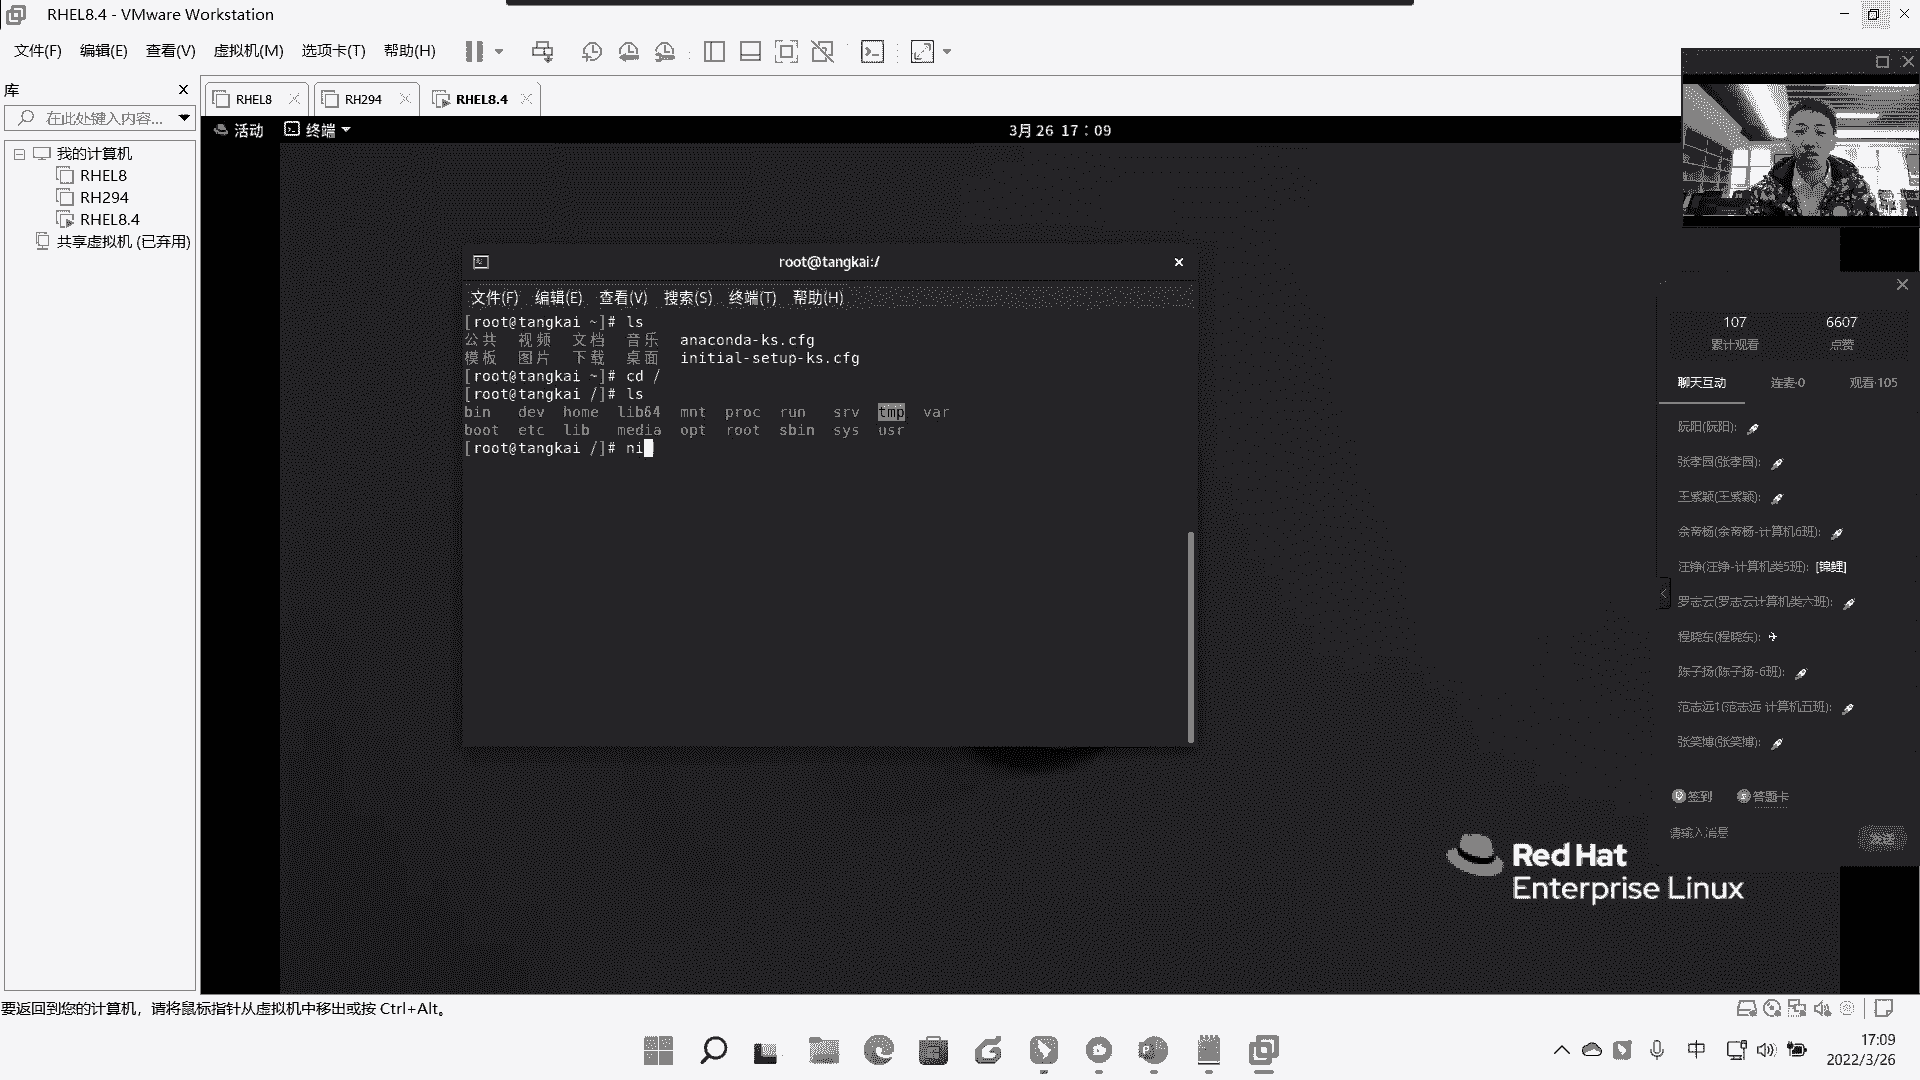 RHEL8.4 - VMware Workstation
文件(F) 编辑(E) 查看(V) 虚拟机(M) 选项卡(T) 帮助(H)
库
在此处键入内容...
我的计算机
RHEL8
RH294
RHEL8.4
共享虚拟机 (已弃用)
RHEL8 RH294 RHEL8.4
活动 终端 3月 26 17：09
root@tangkai:/
文件(F) 编辑(E) 查看(V) 搜索(S) 终端(T) 帮助(H)
[root@tangkai ~]# ls
公共 视频 文档 音乐 anaconda-ks.cfg
模板 图片 下载 桌面 initial-setup-ks.cfg
[root@tangkai ~]# cd /
[root@tangkai /]# ls
bin dev home lib64 mnt proc run srv tmp var
boot etc lib media opt root sbin sys usr
[root@tangkai /]# ni
Red Hat
Enterprise Linux
107 6607
累计观看 点赞
聊天互动 连麦·0 观看·105
阮阳(阮阳):
张孝园(张孝园):
王紫颖(王紫颖):
余帝杨(余帝杨-计算机6班):
汪铮(汪铮-计算机类5班): [锦鲤]
罗志云(罗志云计算机类六班):
程晓东(程晓东):
陈子扬(陈子扬-6班):
范志远1(范志远 计算机五班):
张笑博(张笑博):
签到 答题卡
请输入消息
发送
要返回到您的计算机，请将鼠标指针从虚拟机中移出或按 Ctrl+Alt。
中
17:09
2022/3/26